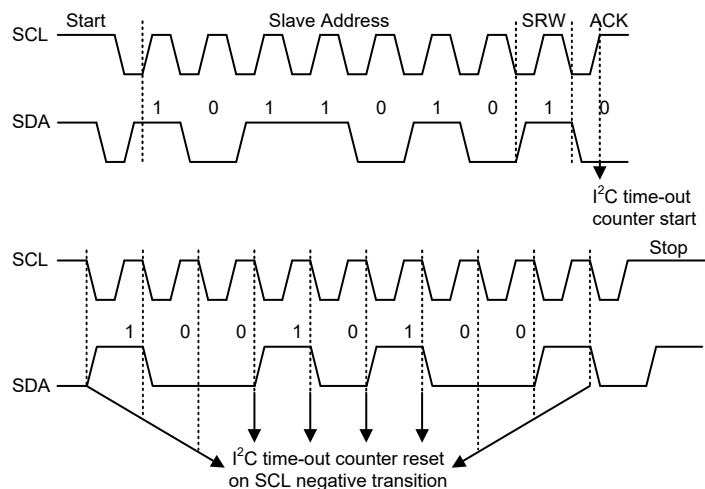 Start Slave Address SRW ACK
SCL
1 0 1 1 0 1 0 1 0
SDA
I²C time-out
counter start
Stop
SCL
1 0 0 1 0 1 0 0
SDA
I²C time-out counter reset
on SCL negative transition